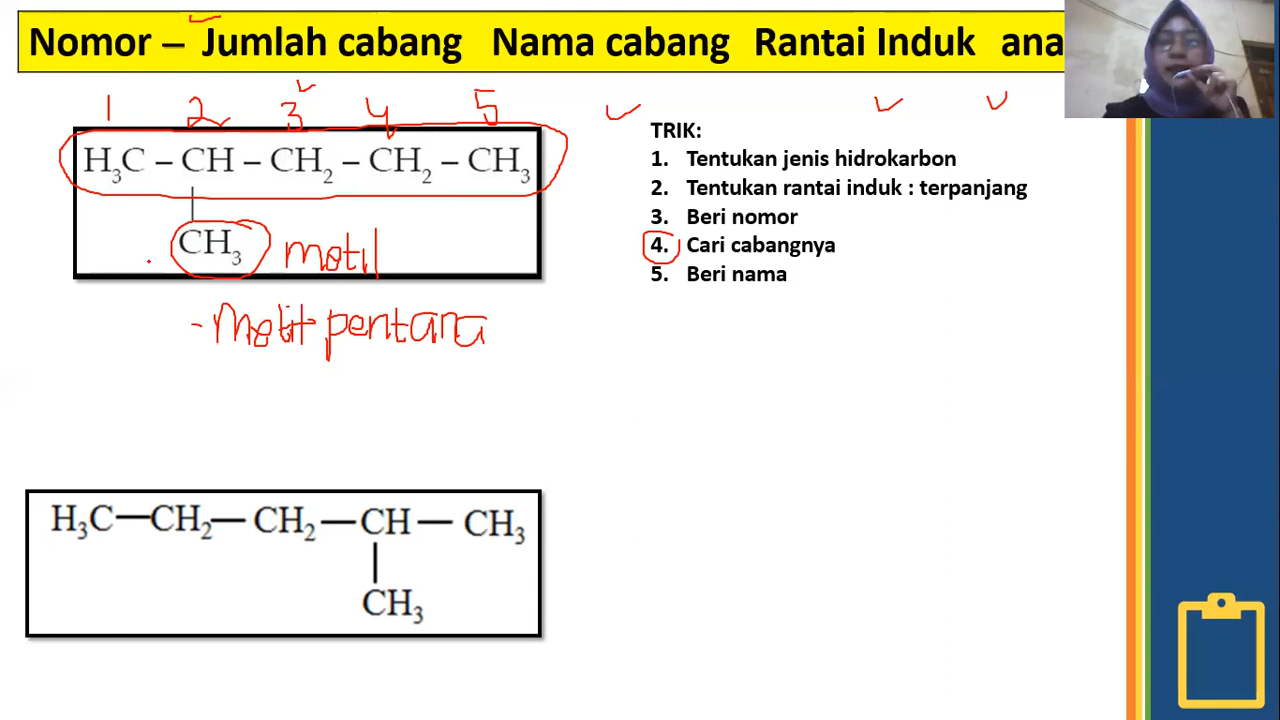 Nomor – Jumlah cabang Nama cabang Rantai Induk ana
1 2 3 4 5
H₃C – CH – CH₂ – CH₂ – CH₃
CH₃ metil
- Metil pentana
TRIK:
1. Tentukan jenis hidrokarbon
2. Tentukan rantai induk : terpanjang
3. Beri nomor
4. Cari cabangnya
5. Beri nama
H₃C — CH₂ — CH₂ — CH — CH₃
CH₃